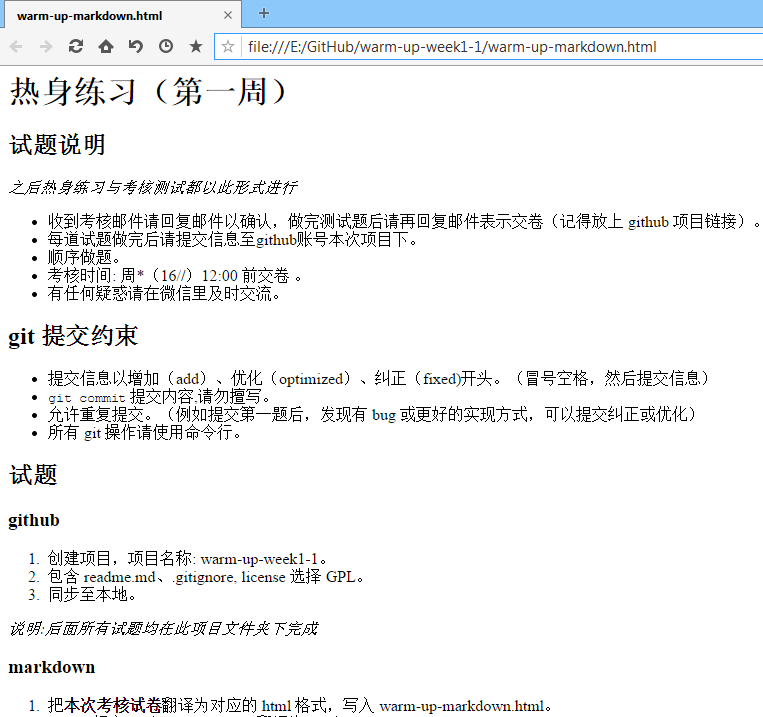 warm-up-markdown.html
file:///E:/GitHub/warm-up-week1-1/warm-up-markdown.html
热身练习（第一周）
试题说明
之后热身练习与考核测试都以此形式进行
收到考核邮件请回复邮件以确认，做完测试题后请再回复邮件表示交卷（记得放上 github 项目链接）。
每道试题做完后请提交信息至github账号本次项目下。
顺序做题。
考核时间: 周*（16//）12:00 前交卷 。
有任何疑惑请在微信里及时交流。
git 提交约束
提交信息以增加（add）、优化（optimized）、纠正（fixed)开头。（冒号空格，然后提交信息）
git commit 提交内容,请勿擅写。
允许重复提交。（例如提交第一题后，发现有 bug 或更好的实现方式，可以提交纠正或优化）
所有 git 操作请使用命令行。
试题
github
1. 创建项目，项目名称: warm-up-week1-1。
2. 包含 readme.md、.gitignore, license 选择 GPL。
3. 同步至本地。
说明:后面所有试题均在此项目文件夹下完成
markdown
1. 把本次考核试卷翻译为对应的 html 格式，写入 warm-up-markdown.html。